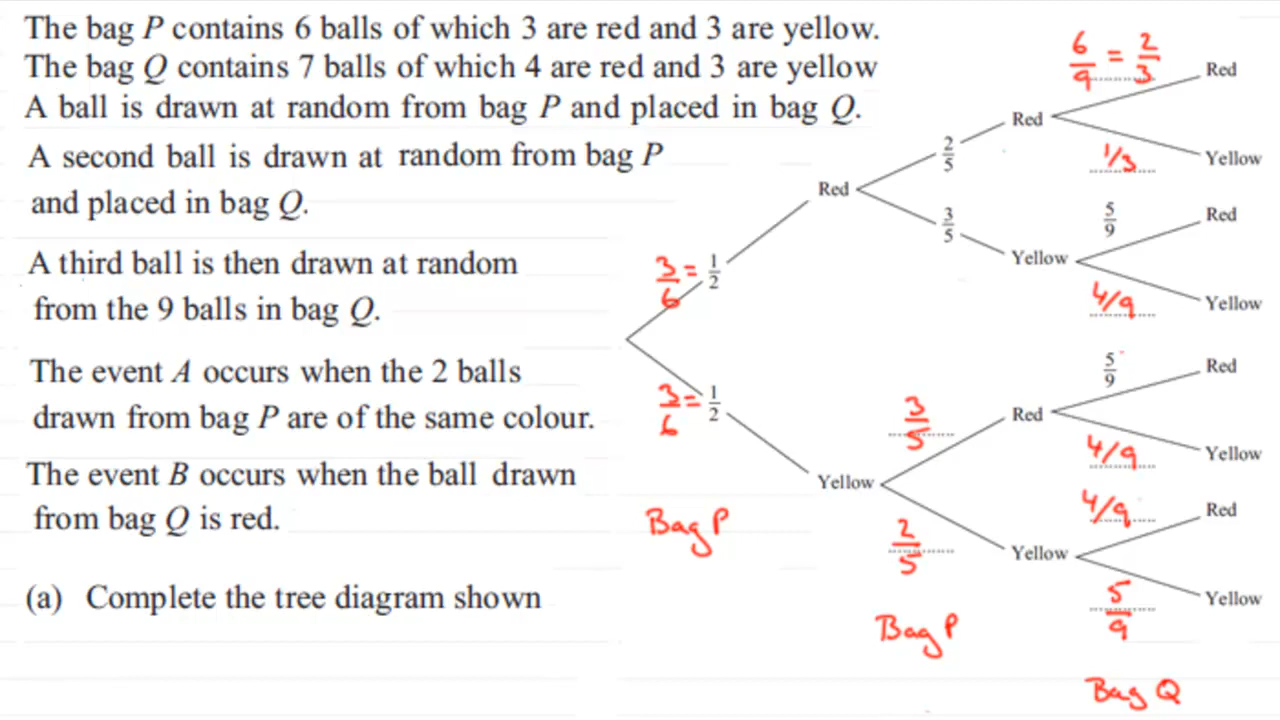 The bag P contains 6 balls of which 3 are red and 3 are yellow.
The bag Q contains 7 balls of which 4 are red and 3 are yellow
A ball is drawn at random from bag P and placed in bag Q.
A second ball is drawn at random from bag P
and placed in bag Q.
A third ball is then drawn at random
from the 9 balls in bag Q.
The event A occurs when the 2 balls
drawn from bag P are of the same colour.
The event B occurs when the ball drawn
from bag Q is red.
(a) Complete the tree diagram shown
6/9 = 2/3
Red
Red
2/5
1/3
Yellow
Red
3/5
5/9
Red
Yellow
3/6 = 1/2
4/9
Yellow
5/9
Red
3/6 = 1/2
3/5
Red
4/9
Yellow
Yellow
4/9
Red
2/5
Yellow
5/9
Yellow
Bag P
Bag P
Bag Q